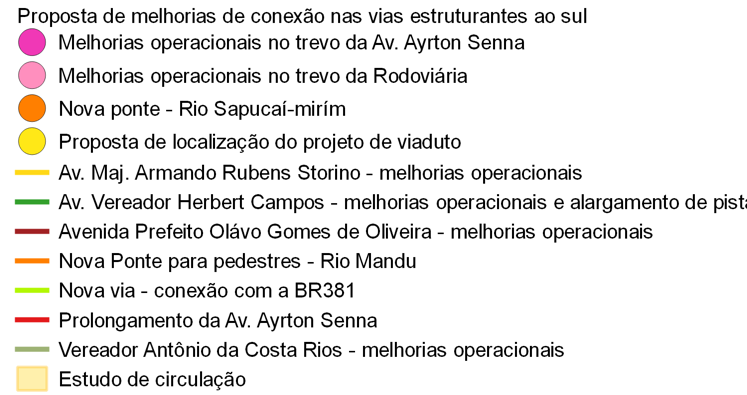 Proposta de melhorias de conexão nas vias estruturantes ao sul
Melhorias operacionais no trevo da Av. Ayrton Senna
Melhorias operacionais no trevo da Rodoviária
Nova ponte - Rio Sapucaí-mirím
Proposta de localização do projeto de viaduto
Av. Maj. Armando Rubens Storino - melhorias operacionais
Av. Vereador Herbert Campos - melhorias operacionais e alargamento de pista
Avenida Prefeito Olávo Gomes de Oliveira - melhorias operacionais
Nova Ponte para pedestres - Rio Mandu
Nova via - conexão com a BR381
Prolongamento da Av. Ayrton Senna
Vereador Antônio da Costa Rios - melhorias operacionais
Estudo de circulação